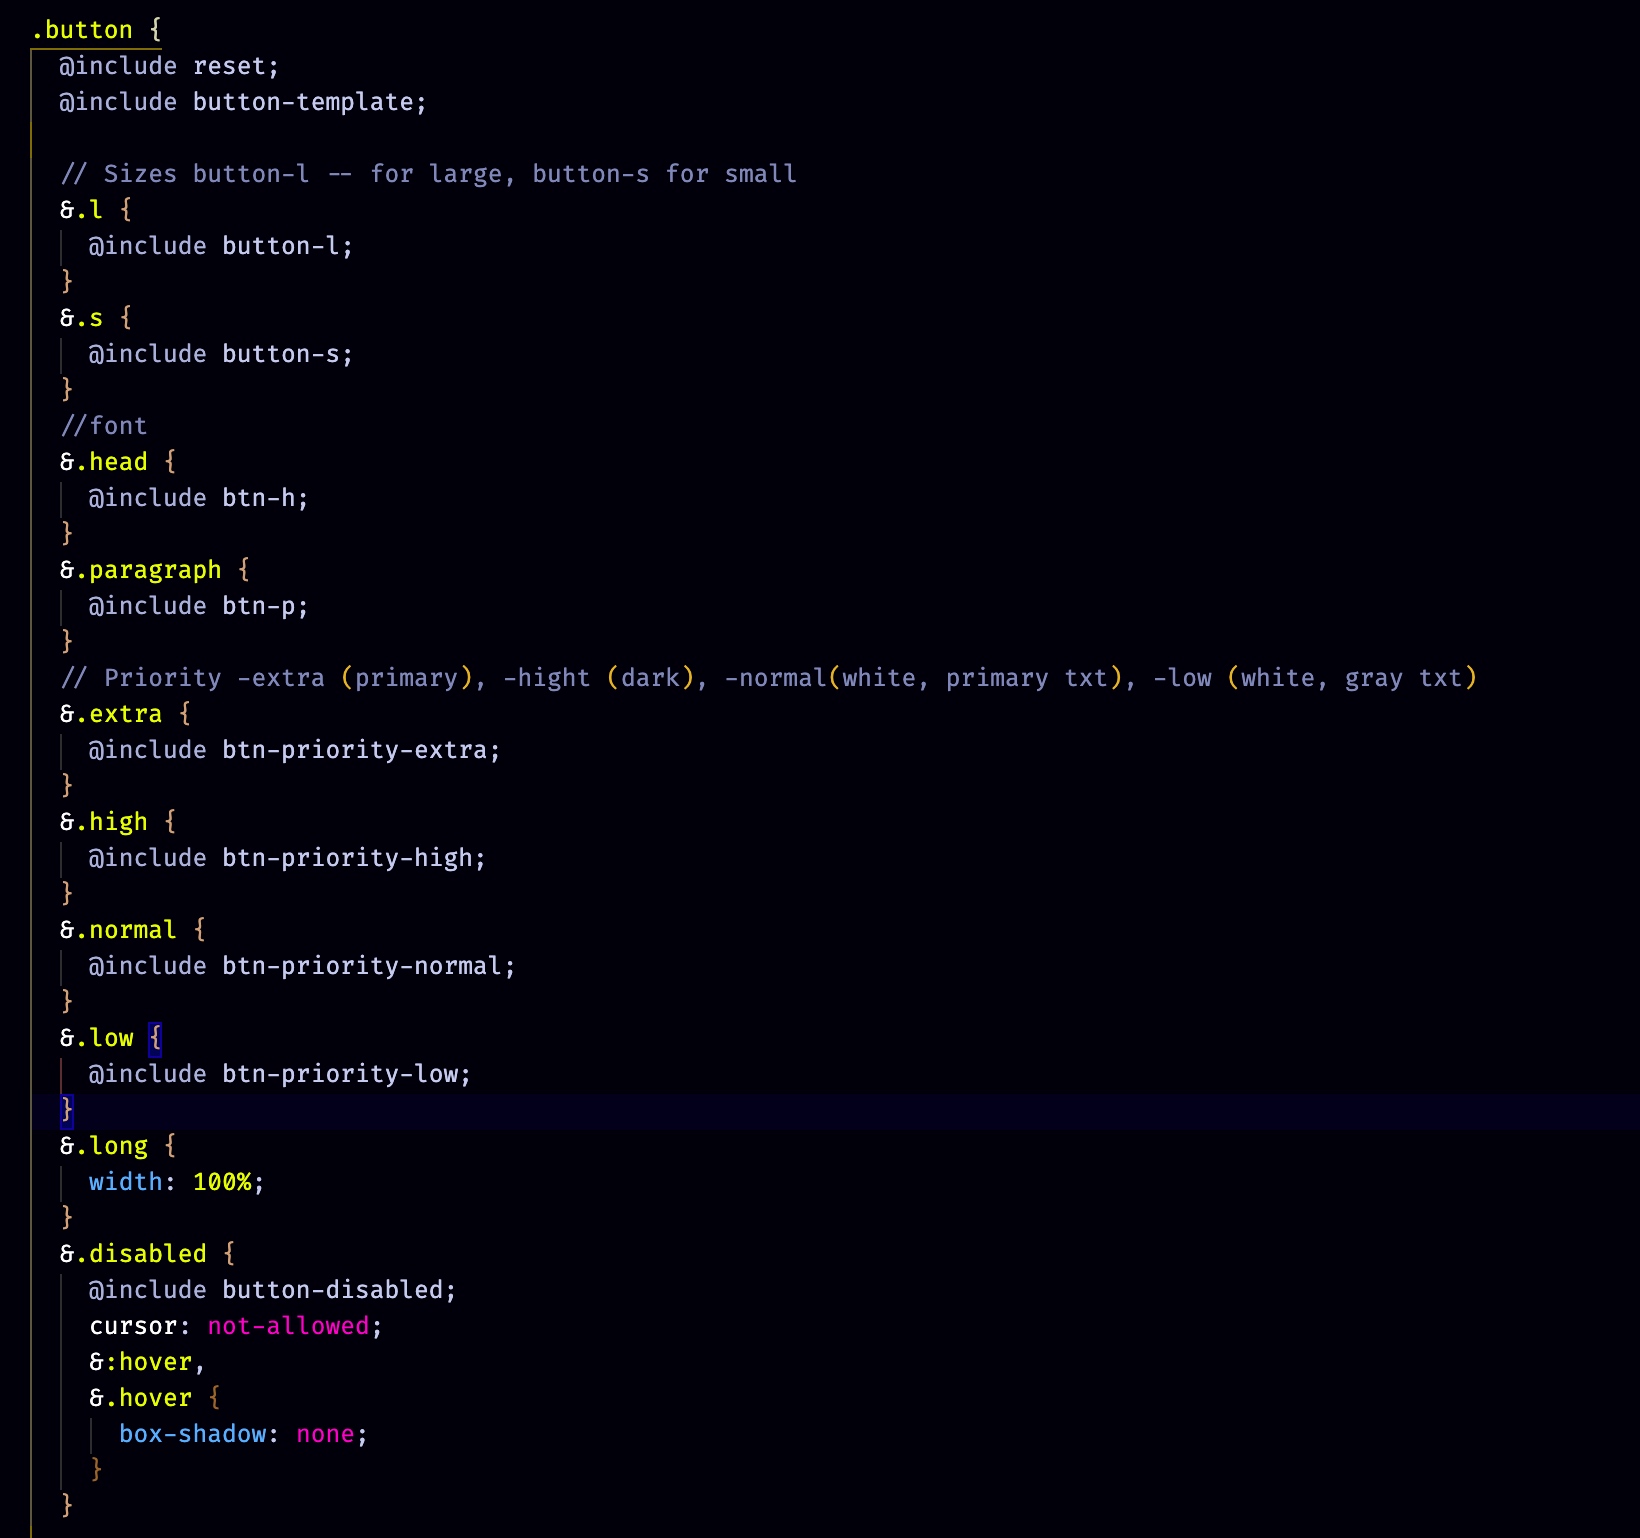 .button {
@include reset;
@include button-template;
// Sizes button-l -- for large, button-s for small
&.l {
@include button-l;
}
&.s {
@include button-s;
}
//font
&.head {
@include btn-h;
}
&.paragraph {
@include btn-p;
}
// Priority -extra (primary), -hight (dark), -normal(white, primary txt), -low (white, gray txt)
&.extra {
@include btn-priority-extra;
}
&.high {
@include btn-priority-high;
}
&.normal {
@include btn-priority-normal;
}
&.low {
@include btn-priority-low;
}
&.long {
width: 100%;
}
&.disabled {
@include button-disabled;
cursor: not-allowed;
&:hover,
&.hover {
box-shadow: none;
}
}